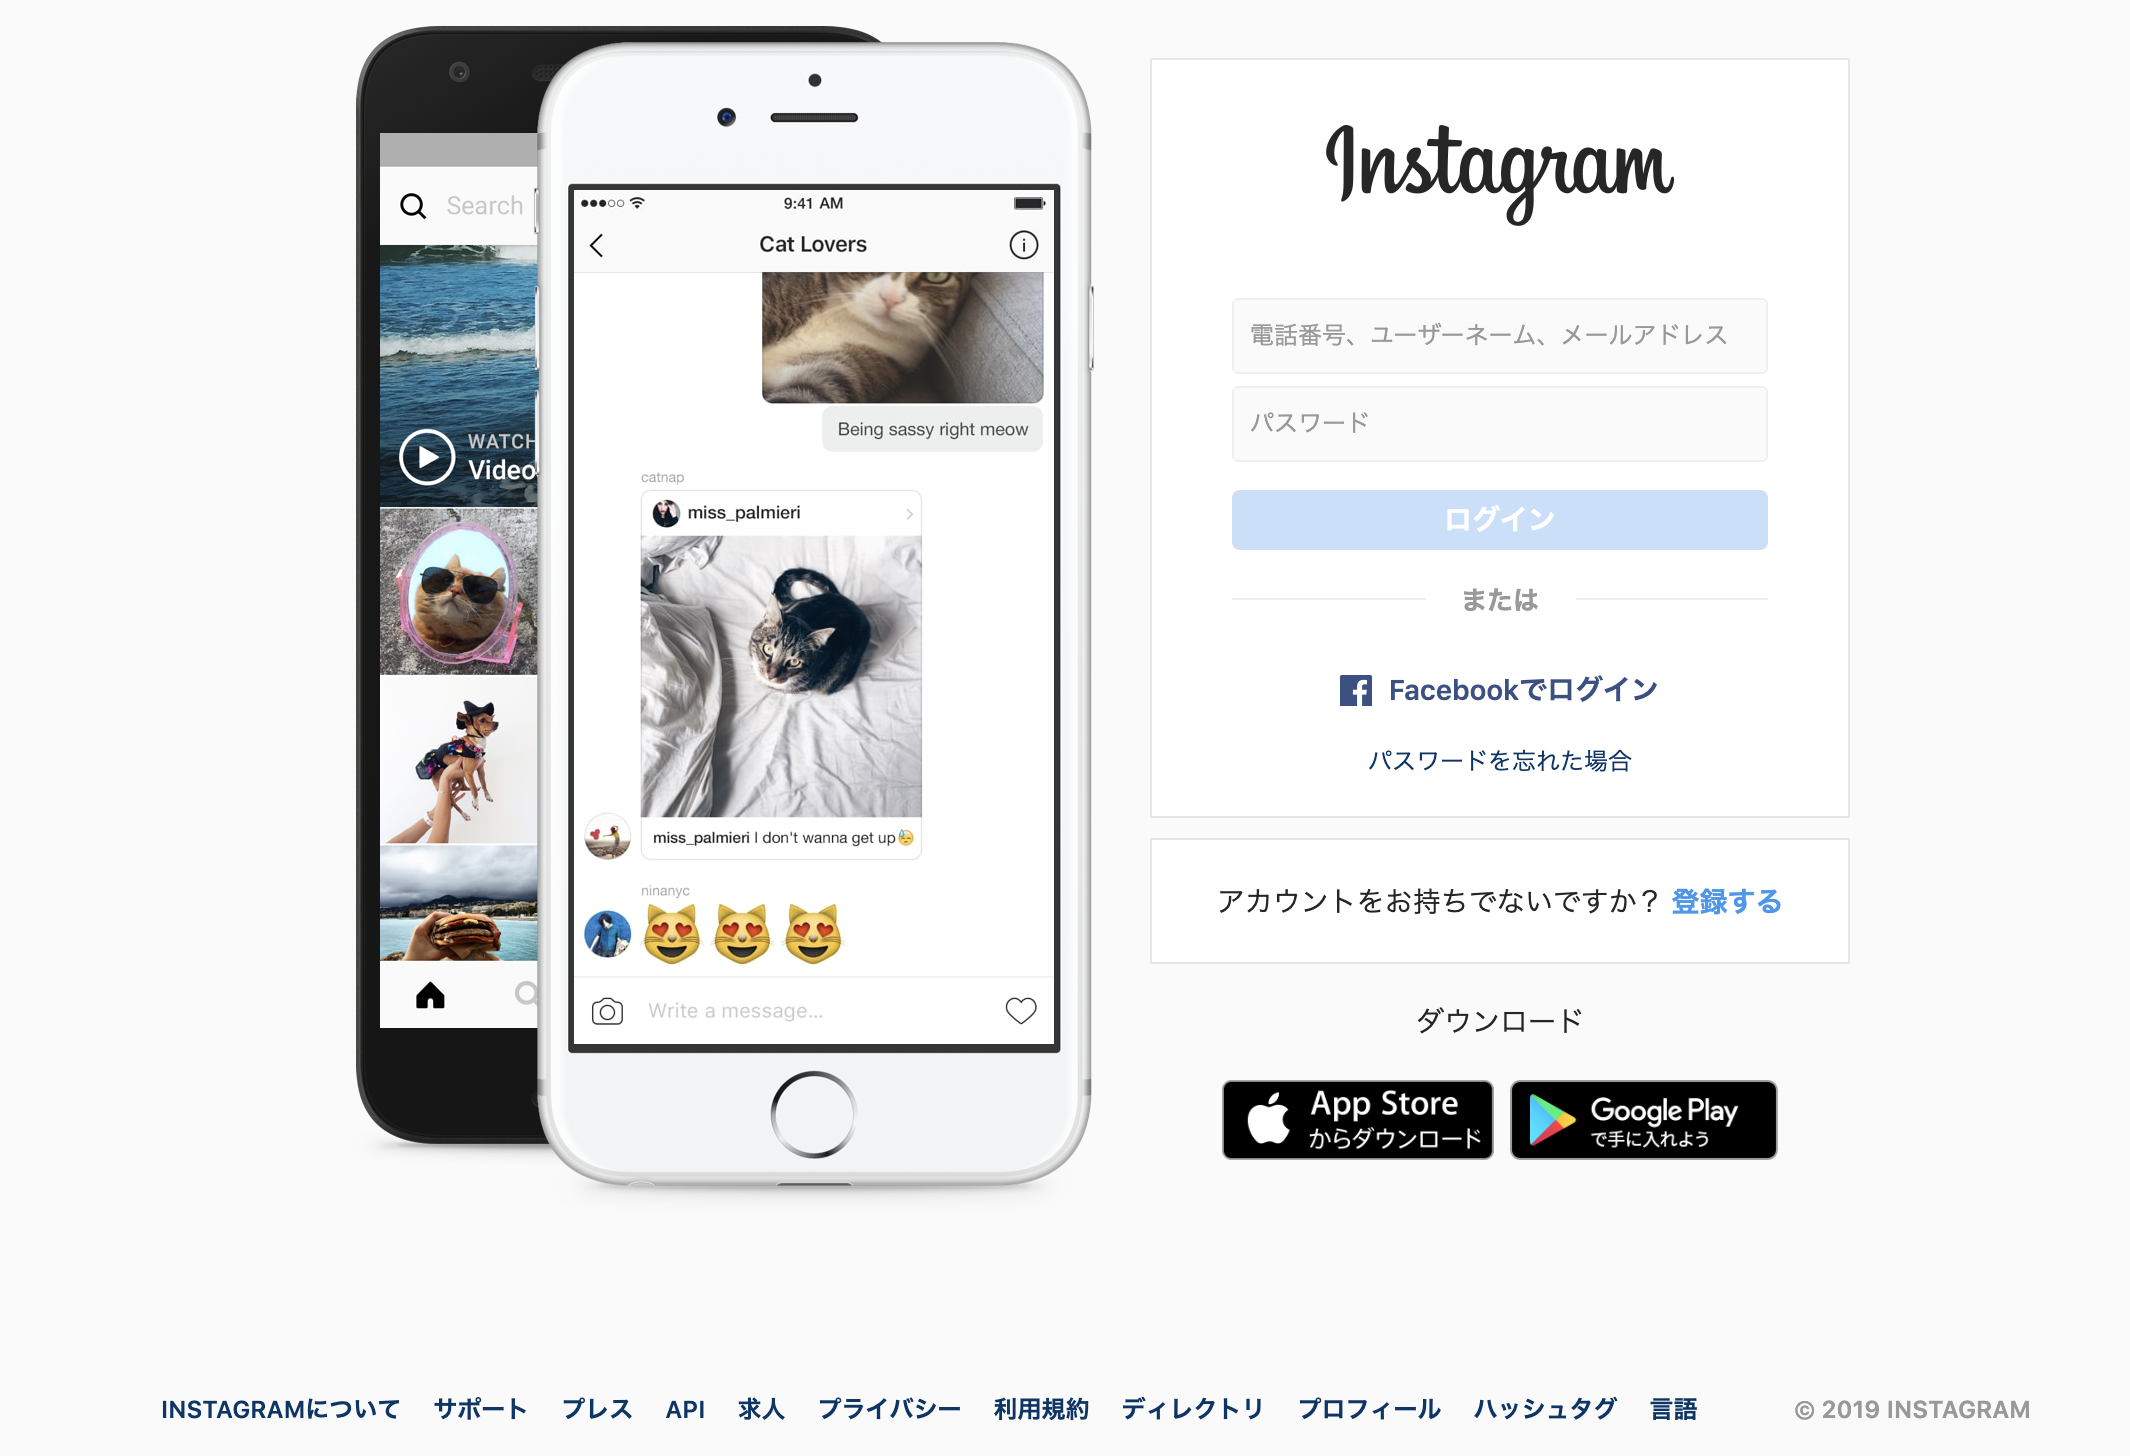 Search
WATCH
Video
9:41 AM
Cat Lovers
Being sassy right meow
catnap
miss_palmieri
miss_palmieri I don't wanna get up😓
ninanyc
😻😻😻
Write a message...
Instagram
電話番号、ユーザーネーム、メールアドレス
パスワード
ログイン
または
Facebookでログイン
パスワードを忘れた場合
アカウントをお持ちでないですか？ 登録する
ダウンロード
App Store
からダウンロード
Google Play
で手に入れよう
INSTAGRAMについて サポート プレス API 求人 プライバシー 利用規約 ディレクトリ プロフィール ハッシュタグ 言語 © 2019 INSTAGRAM